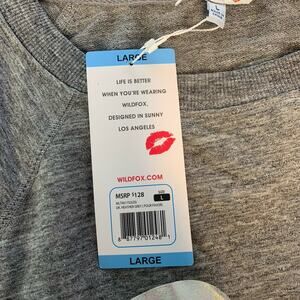 L
LARGE
LIFE IS BETTER
WHEN YOU'RE WEARING
WILDFOX,
DESIGNED IN SUNNY
LOS ANGELES
WILDFOX.COM
MSRP $128
SIZE
L
LARGE